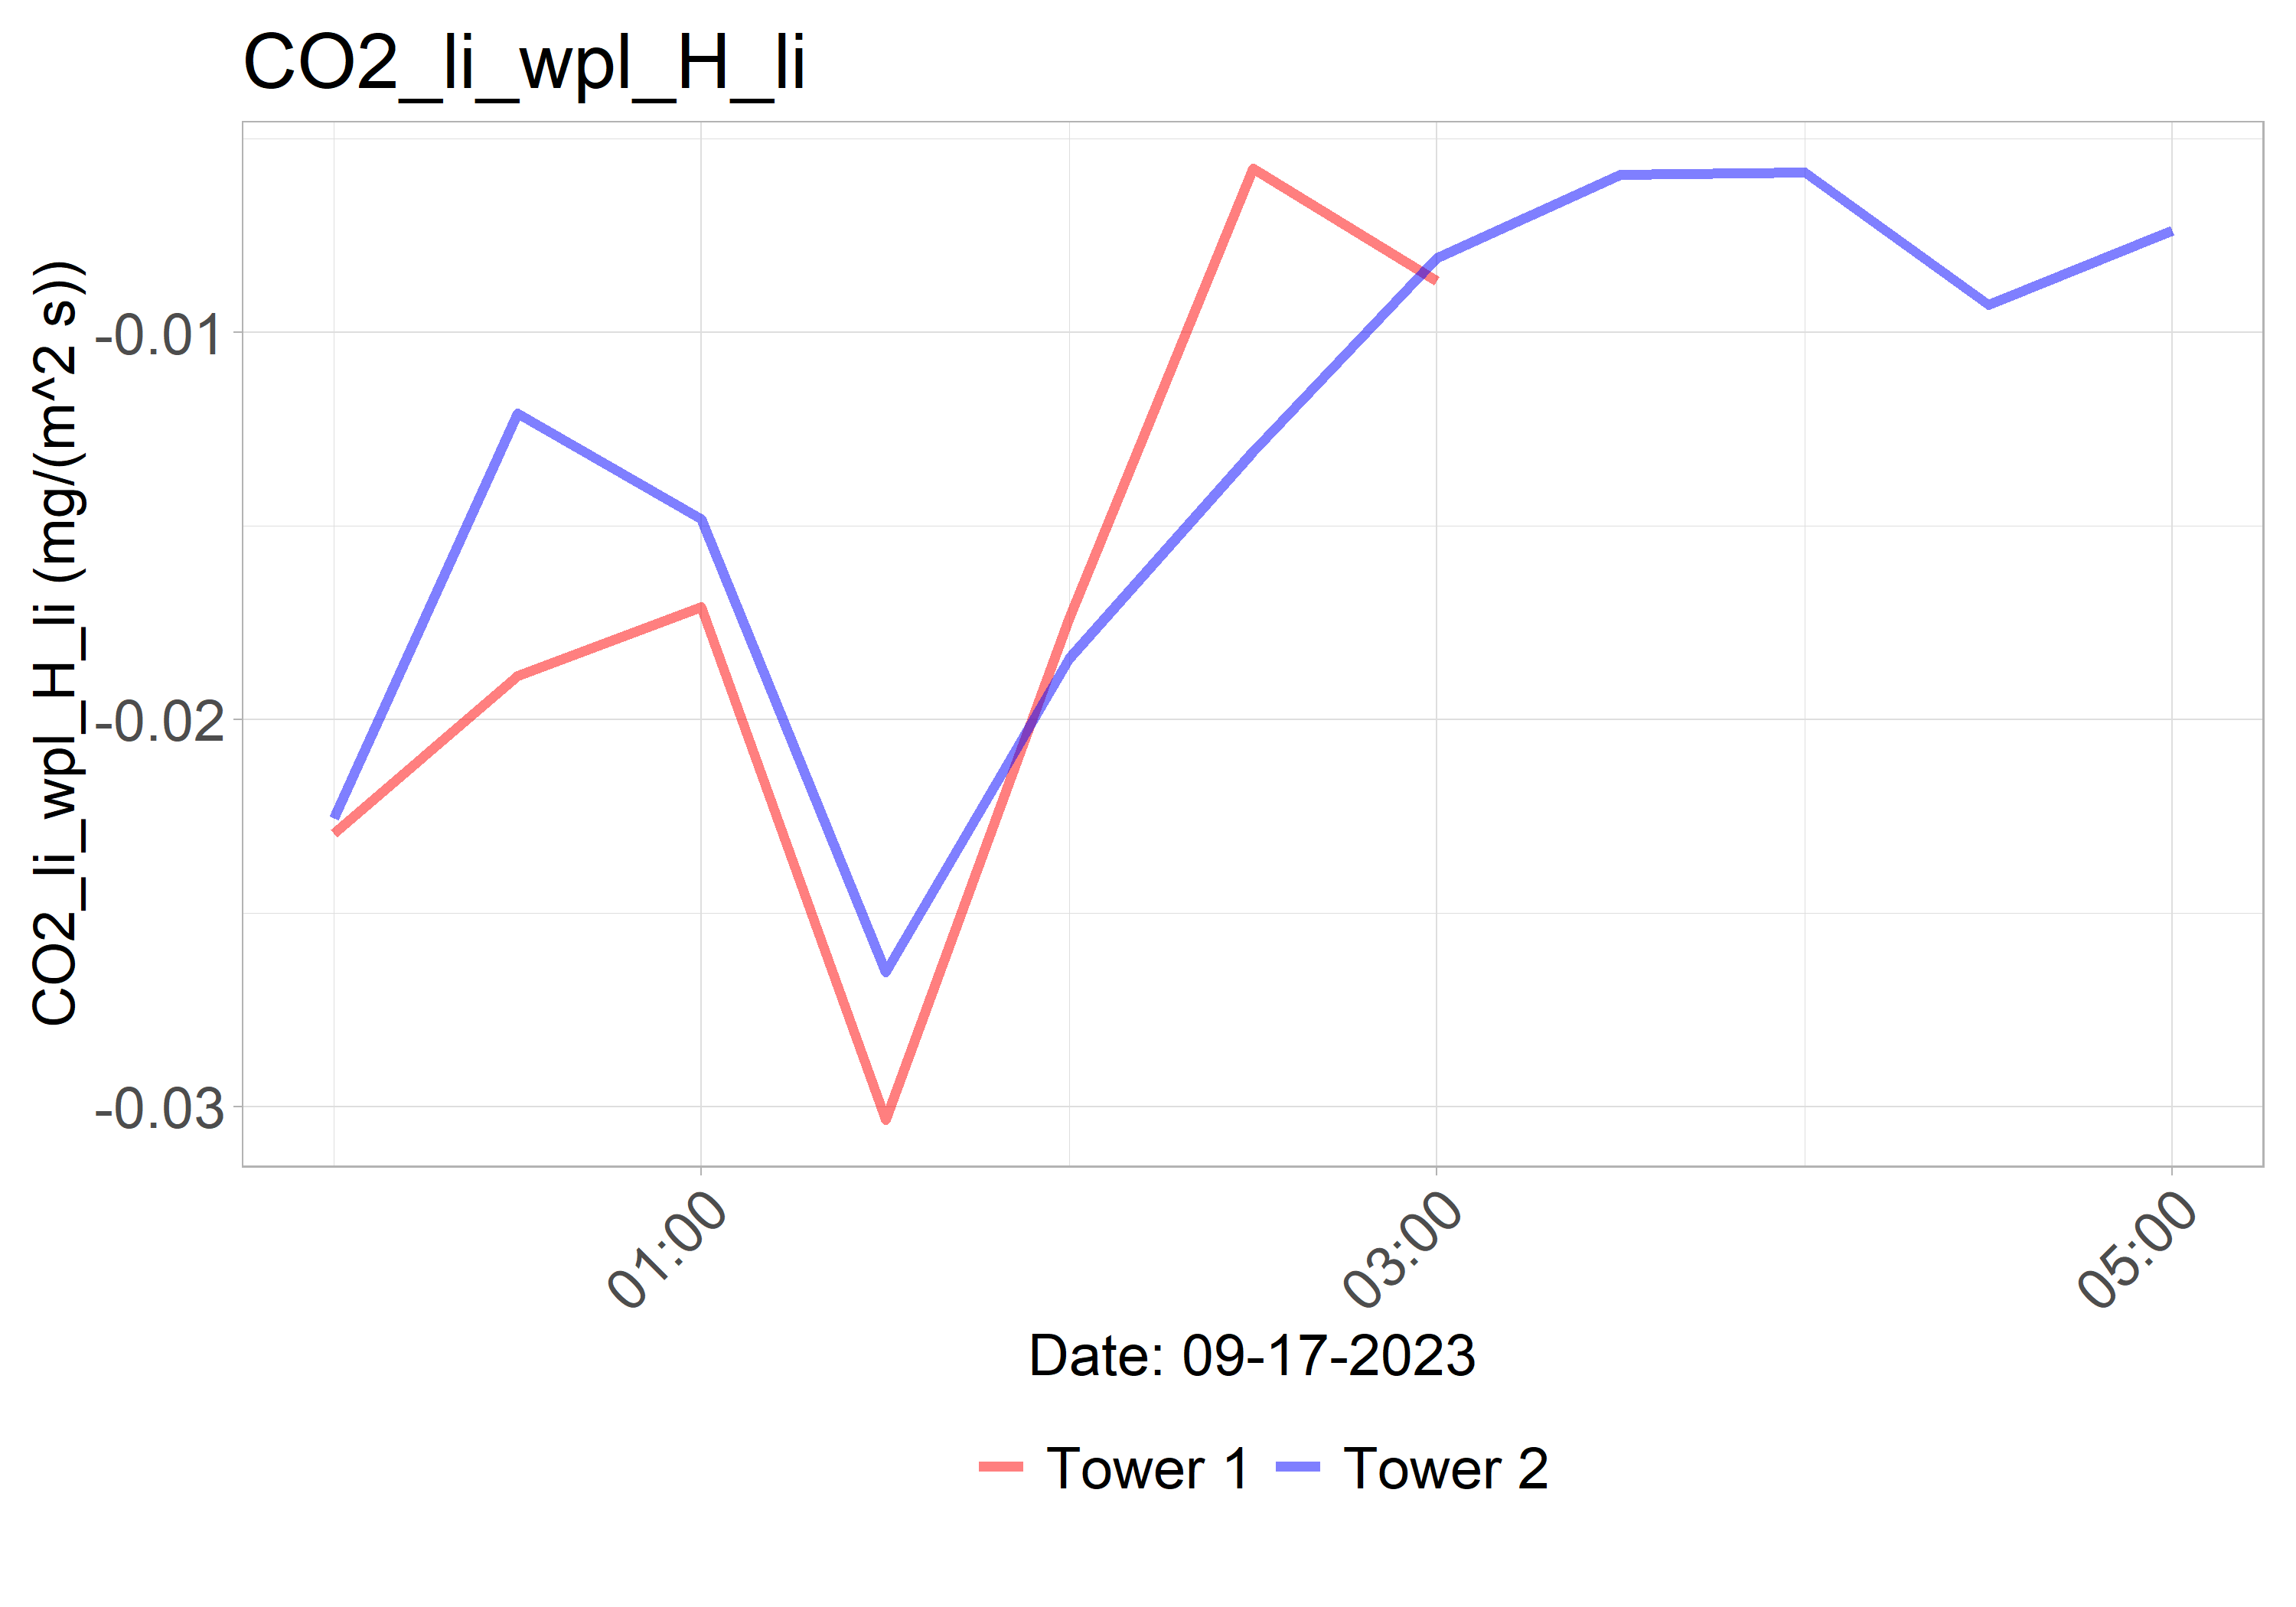 CO2_li_wpl_H_li
CO2_li_wpl_H_li (mg/(m^2 s))
-0.01
-0.02
-0.03
01:00
03:00
05:00
Date: 09-17-2023
Tower 1
Tower 2